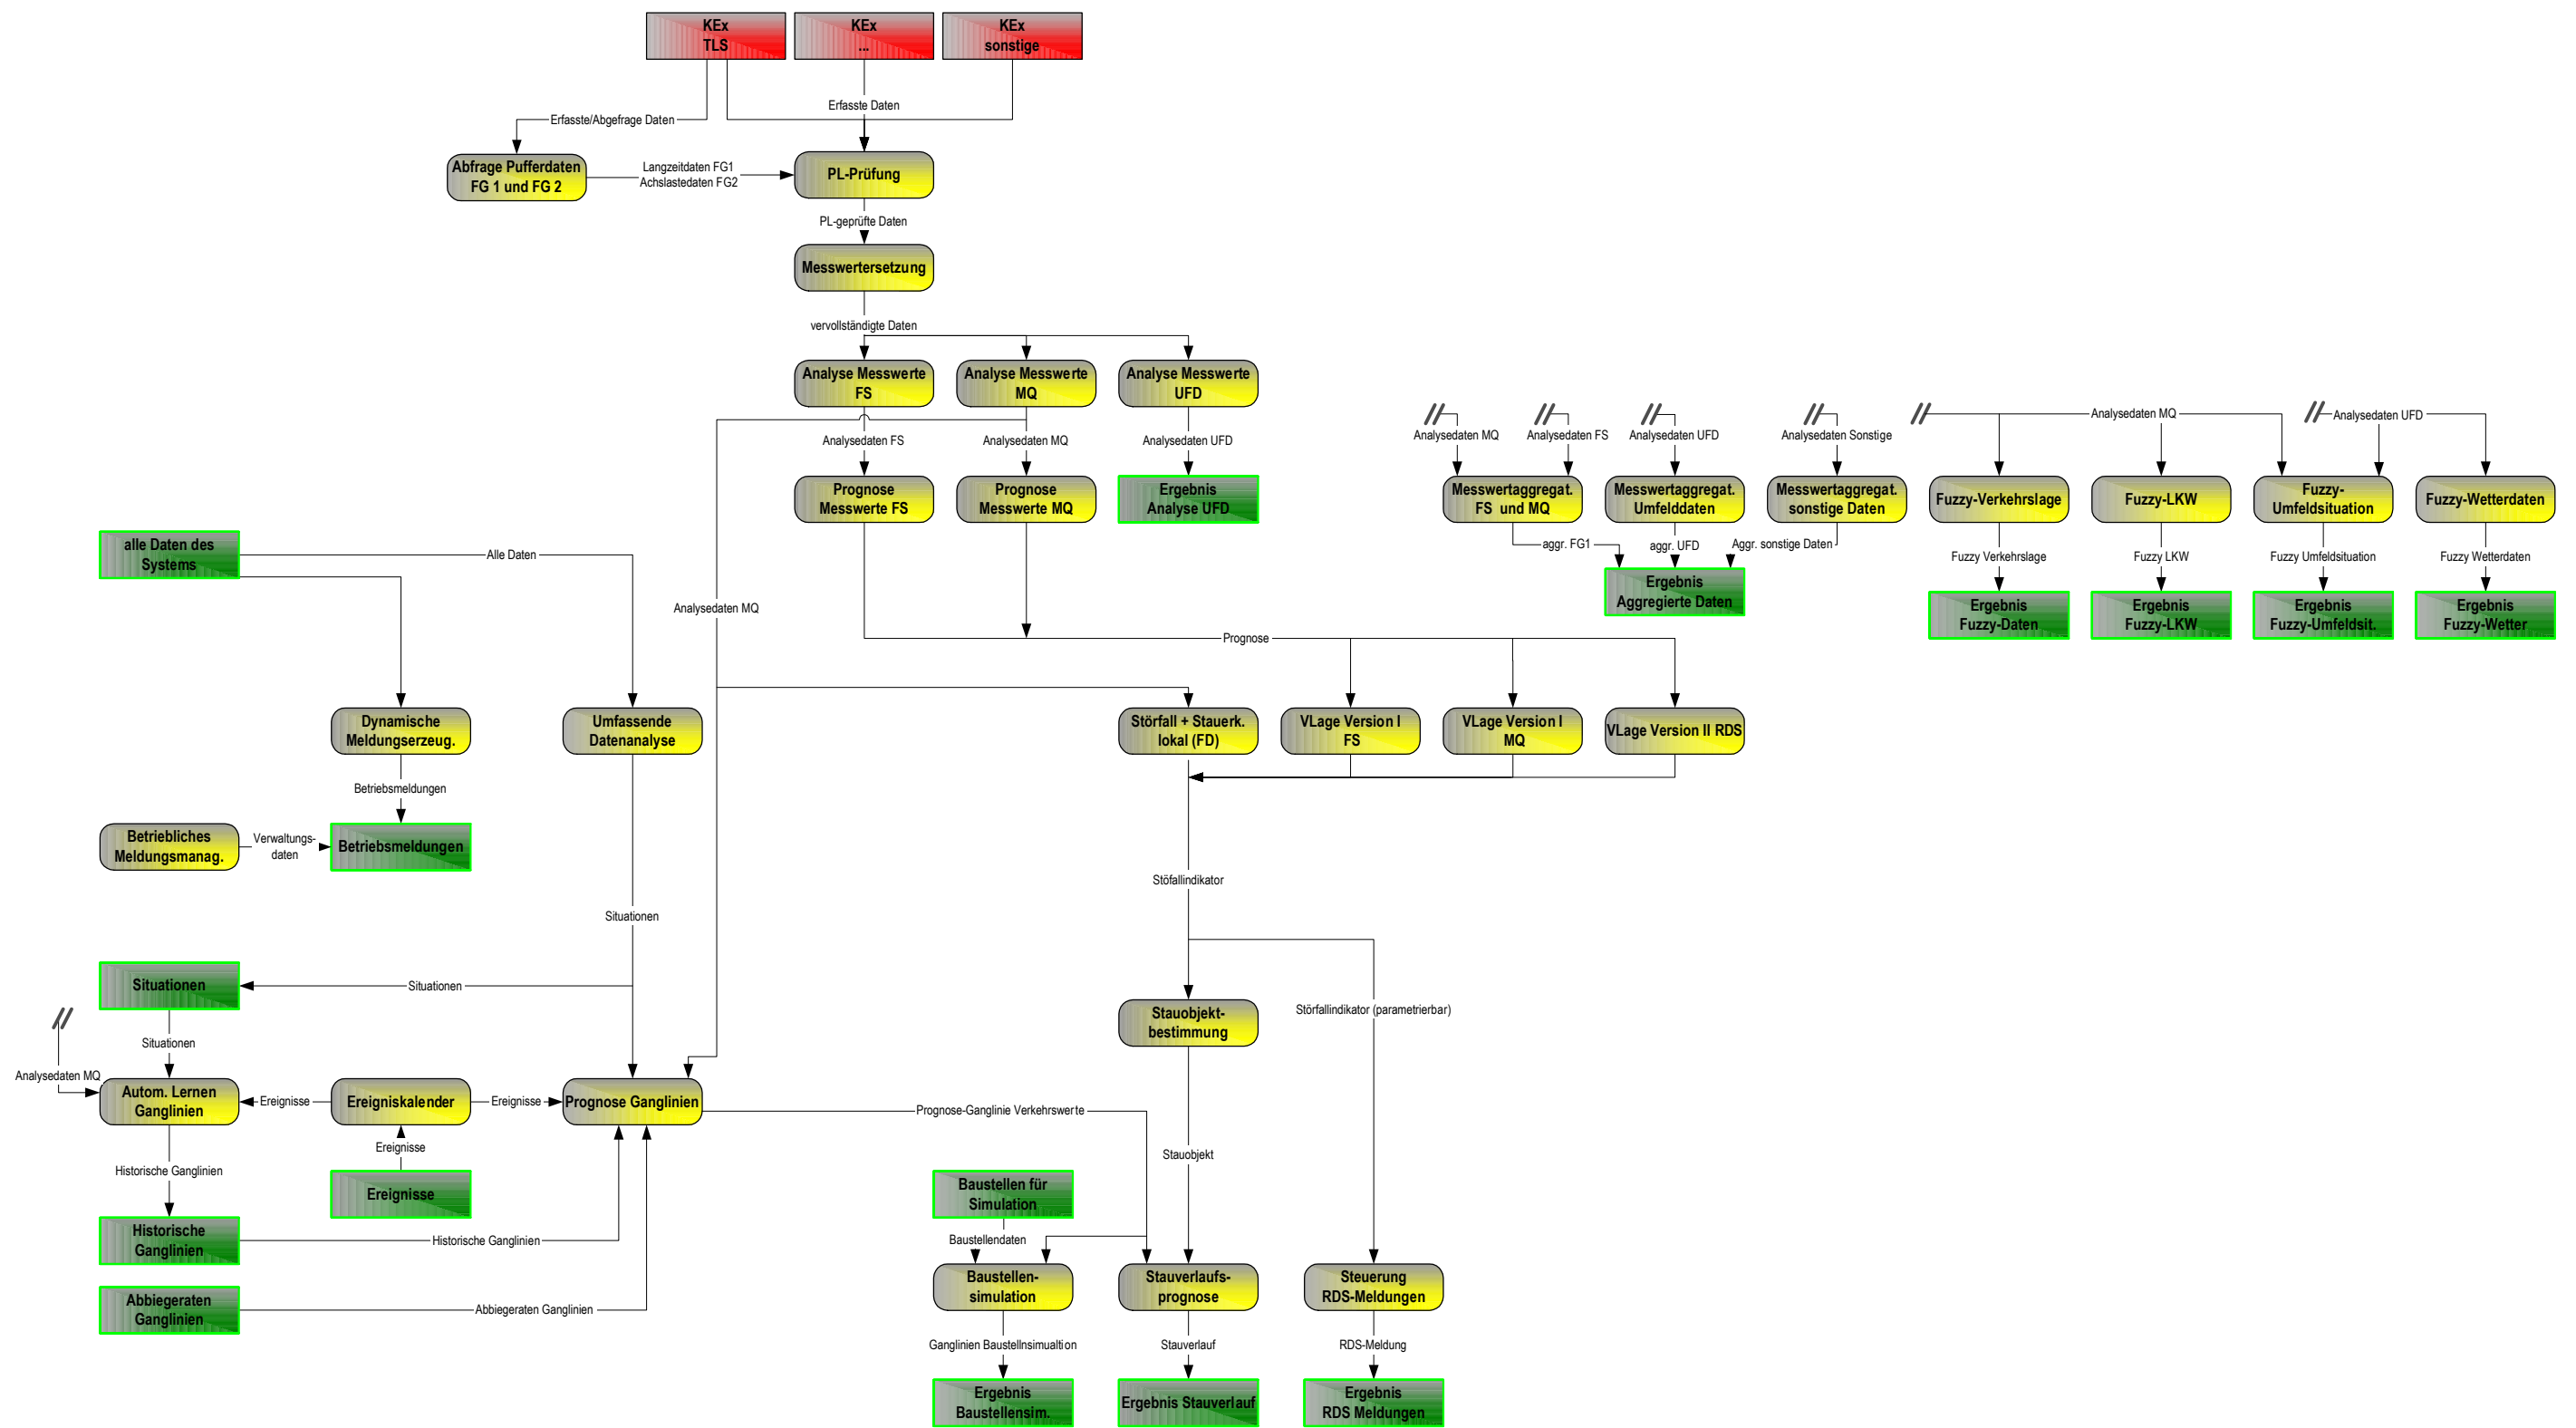 KEx
TLS
KEx
...
KEx
sonstige
Erfasste Daten
Erfasste/Abgefrage Daten
Abfrage Pufferdaten
FG 1 und FG 2
Langzeitdaten FG1
Achslastedaten FG2
PL-Prüfung
PL-geprüfte Daten
Messwertersetzung
vervollständigte Daten
Analyse Messwerte
FS
Analyse Messwerte
MQ
Analyse Messwerte
UFD
Analysedaten FS
Analysedaten MQ
Analysedaten UFD
Analysedaten MQ
Analysedaten FS
Analysedaten UFD
Analysedaten Sonstige
Analysedaten MQ
Analysedaten UFD
Prognose
Messwerte FS
Prognose
Messwerte MQ
Ergebnis
Analyse UFD
Messwertaggregat.
FS und MQ
Messwertaggregat.
Umfelddaten
Messwertaggregat.
sonstige Daten
Fuzzy-Verkehrslage
Fuzzy-LKW
Fuzzy-
Umfeldsituation
Fuzzy-Wetterdaten
alle Daten des
Systems
Alle Daten
aggr. FG1
aggr. UFD
Aggr. sonstige Daten
Fuzzy Verkehrslage
Fuzzy LKW
Fuzzy Umfeldsituation
Fuzzy Wetterdaten
Ergebnis
Aggregierte Daten
Ergebnis
Fuzzy-Daten
Ergebnis
Fuzzy-LKW
Ergebnis
Fuzzy-Umfeldsit.
Ergebnis
Fuzzy-Wetter
Analysedaten MQ
Prognose
Dynamische
Meldungserzeug.
Umfassende
Datenanalyse
Störfall + Stauerk.
lokal (FD)
VLage Version I
FS
VLage Version I
MQ
VLage Version II RDS
Betriebsmeldungen
Betriebliches
Meldungsmanag.
Verwaltungs-
daten
Betriebsmeldungen
Stöfallindikator
Situationen
Situationen
Situationen
Stauobjekt-
bestimmung
Störfallindikator (parametrierbar)
Situationen
Analysedaten MQ
Autom. Lernen
Ganglinien
Ereignisse
Ereigniskalender
Ereignisse
Prognose Ganglinien
Prognose-Ganglinie Verkehrswerte
Ereignisse
Stauobjekt
Historische Ganglinien
Ereignisse
Baustellen für
Simulation
Historische
Ganglinien
Historische Ganglinien
Baustellendaten
Abbiegeraten
Ganglinien
Abbiegeraten Ganglinien
Baustellen-
simulation
Stauverlaufs-
prognose
Steuerung
RDS-Meldungen
Ganglinien Baustellnsimualtion
Stauverlauf
RDS-Meldung
Ergebnis
Baustellensim.
Ergebnis Stauverlauf
Ergebnis
RDS Meldungen